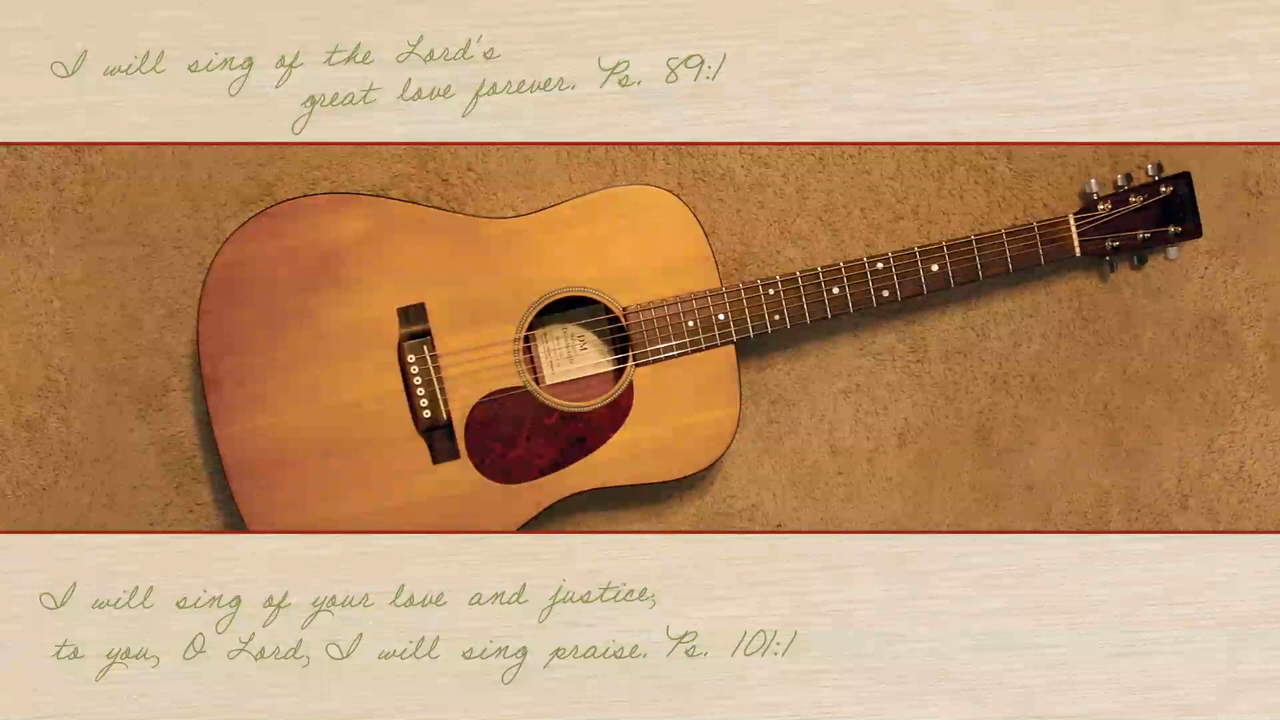 I will sing of the Lord's
great love forever. Ps. 89:1
DM
I will sing of your love and justice;
to you, O Lord, I will sing praise. Ps. 101:1